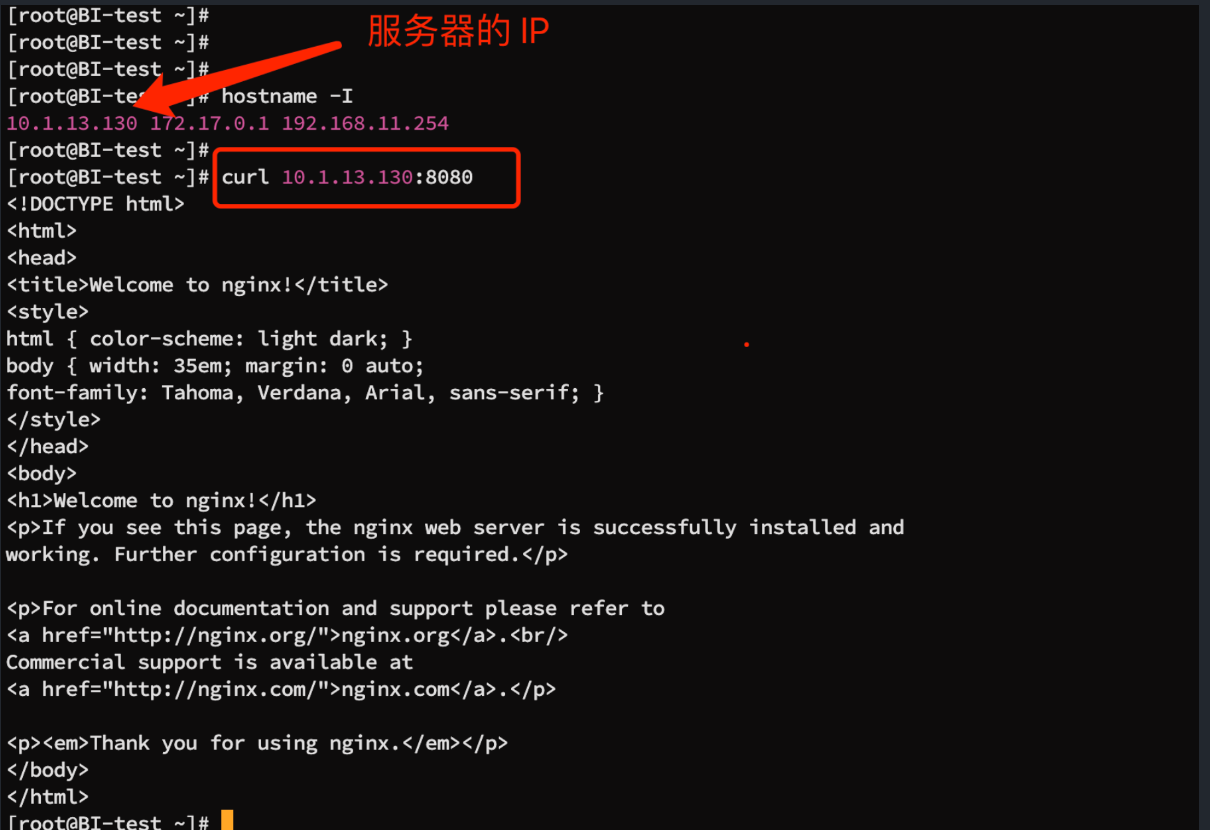 [root@BI-test ~]#
服务器的 IP
[root@BI-test ~]#
[root@BI-test ~]#
[root@BI-te ]# hostname -I
10.1.13.130 172.17.0.1 192.168.11.254
[root@BI-test ~]#
[root@BI-test ~]# curl 10.1.13.130:8080
<!DOCTYPE html>
<html>
<head>
<title>Welcome to nginx!</title>
<style>
html { color-scheme: light dark; }
body { width: 35em; margin: 0 auto;
font-family: Tahoma, Verdana, Arial, sans-serif; }
</style>
</head>
<body>
<h1>Welcome to nginx!</h1>
<p>If you see this page, the nginx web server is successfully installed and
working. Further configuration is required.</p>
<p>For online documentation and support please refer to
<a href="http://nginx.org/">nginx.org</a>.<br/>
Commercial support is available at
<a href="http://nginx.com/">nginx.com</a>.</p>
<p><em>Thank you for using nginx.</em></p>
</body>
</html>
[root@BI-test ~]#